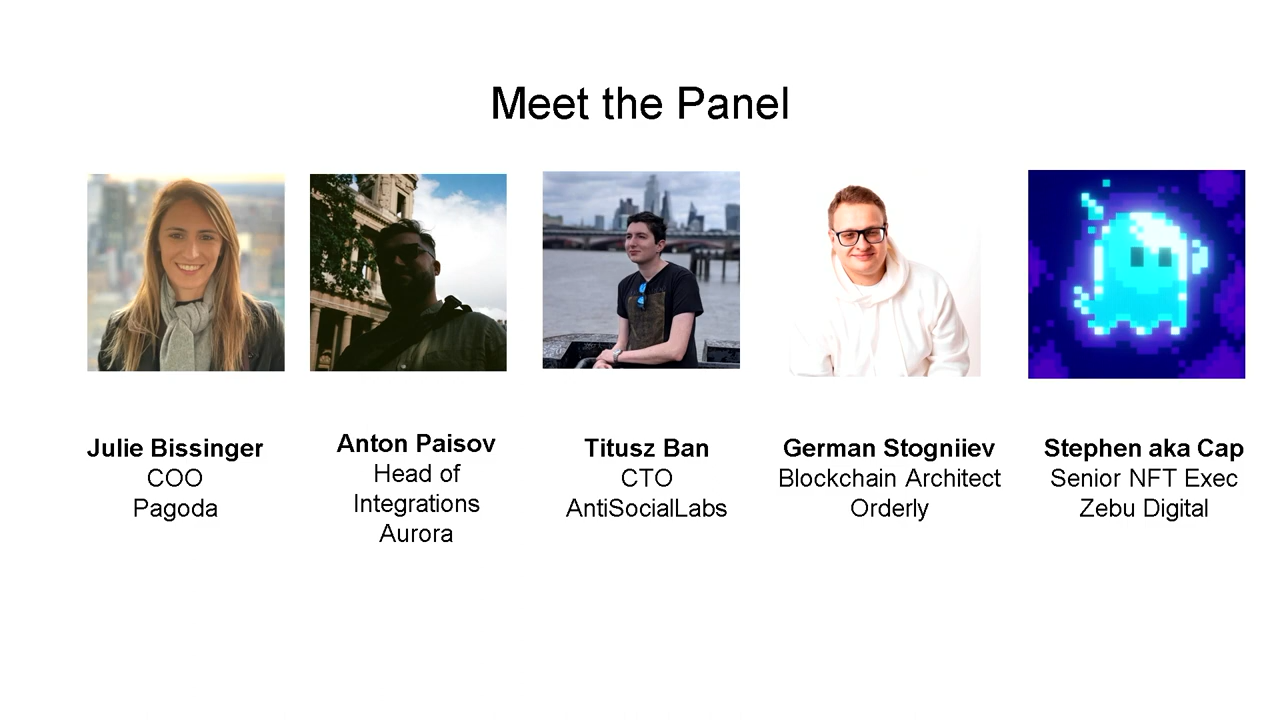 Meet the Panel
Julie Bissinger
COO
Pagoda
Anton Paisov
Head of
Integrations
Aurora
Titusz Ban
CTO
AntiSocialLabs
German Stogniiev
Blockchain Architect
Orderly
Stephen aka Cap
Senior NFT Exec
Zebu Digital